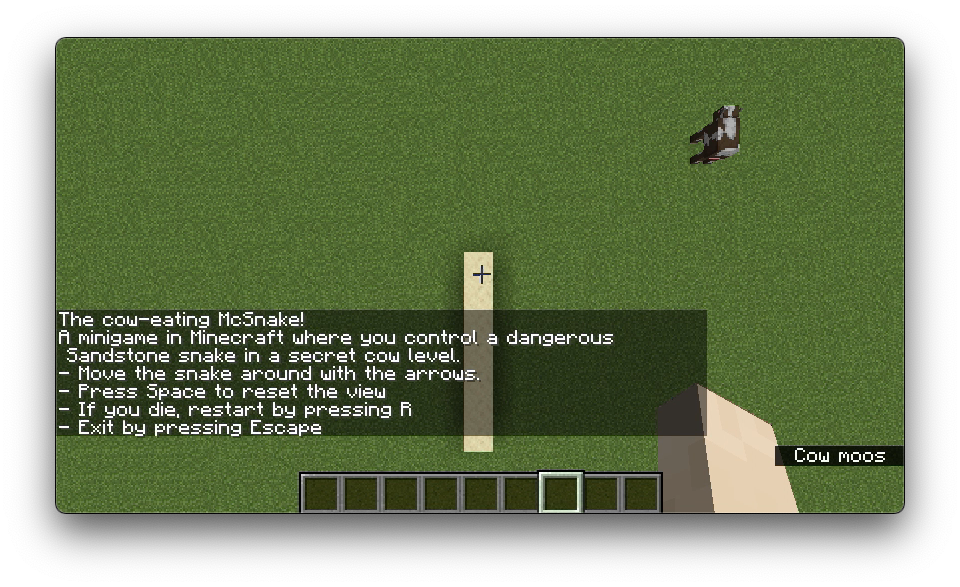 The cow-eating McSnake!
A minigame in Minecraft where you control a dangerous
Sandstone snake in a secret cow level.
- Move the snake around with the arrows.
- Press Space to reset the view
- If you die, restart by pressing R
- Exit by pressing Escape
Cow moos